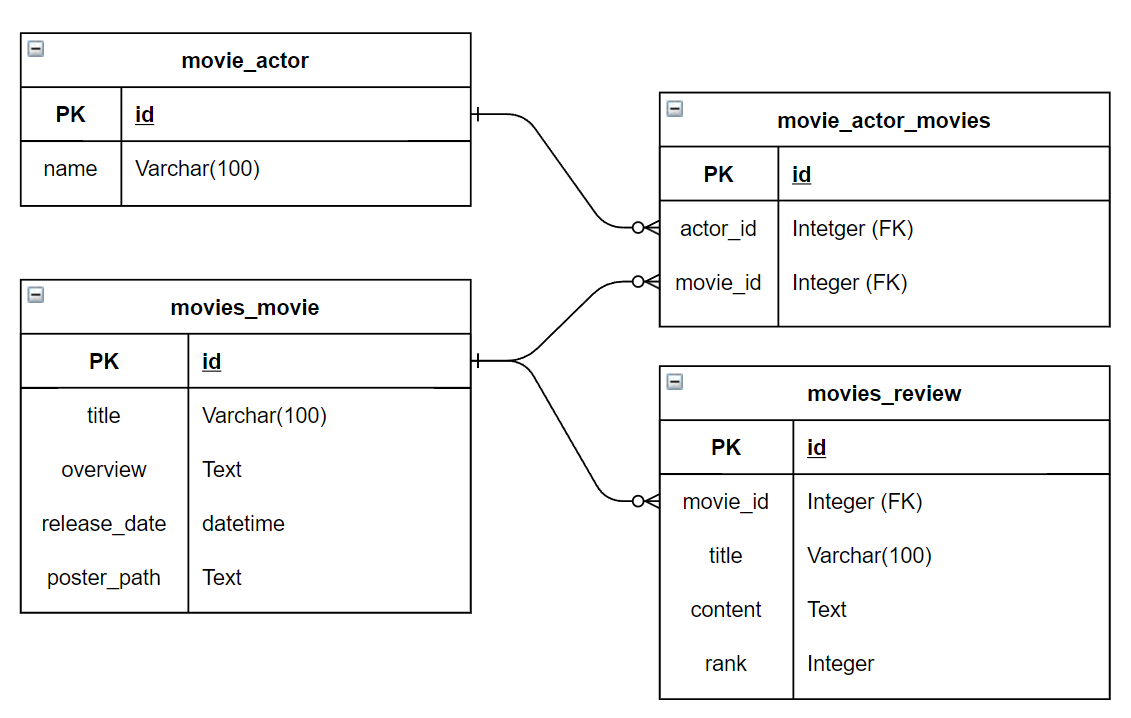 movie_actor
PK id
name Varchar(100)
movies_movie
PK id
title Varchar(100)
overview Text
release_date datetime
poster_path Text
movie_actor_movies
PK id
actor_id Intetger (FK)
movie_id Integer (FK)
movies_review
PK id
movie_id Integer (FK)
title Varchar(100)
content Text
rank Integer